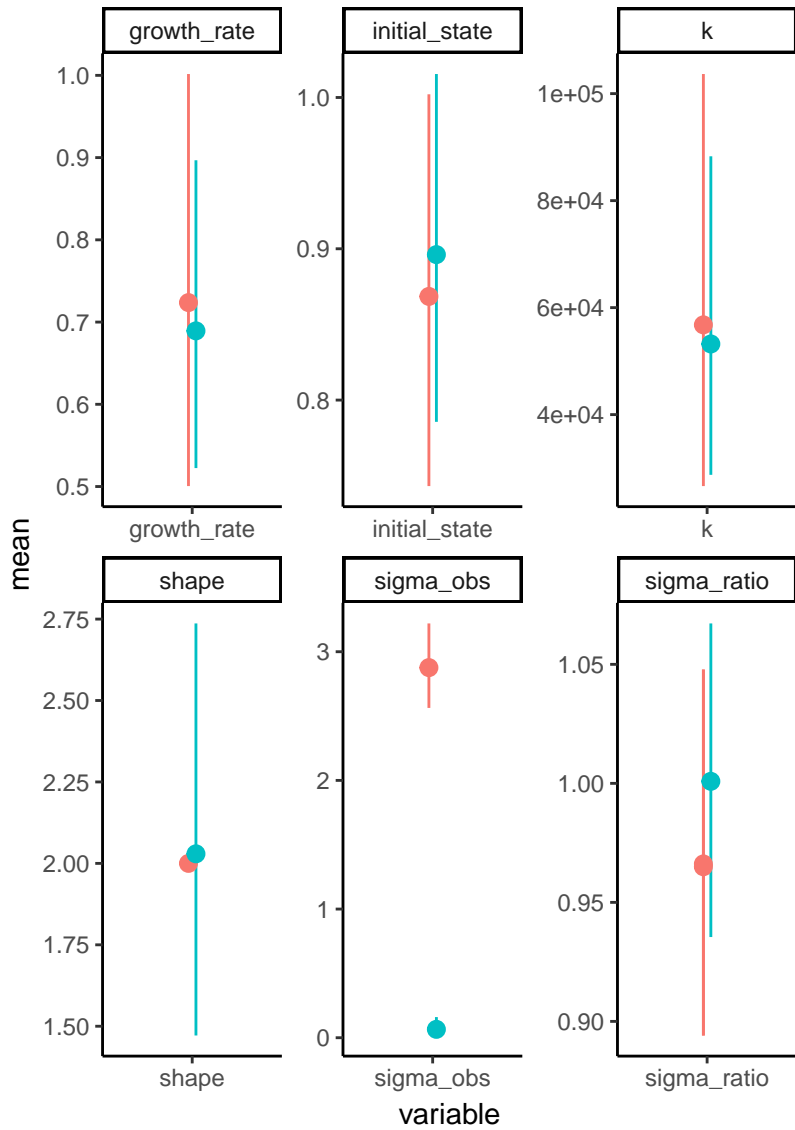 growth_rate
initial_state
k
1.0
0.9
0.8
0.7
0.6
0.5
1.0
0.9
0.8
1e+05
8e+04
6e+04
4e+04
growth_rate
initial_state
k
mean
shape
sigma_obs
sigma_ratio
2.75
2.50
2.25
2.00
1.75
1.50
3
2
1
0
1.05
1.00
0.95
0.90
shape
sigma_obs
sigma_ratio
variable